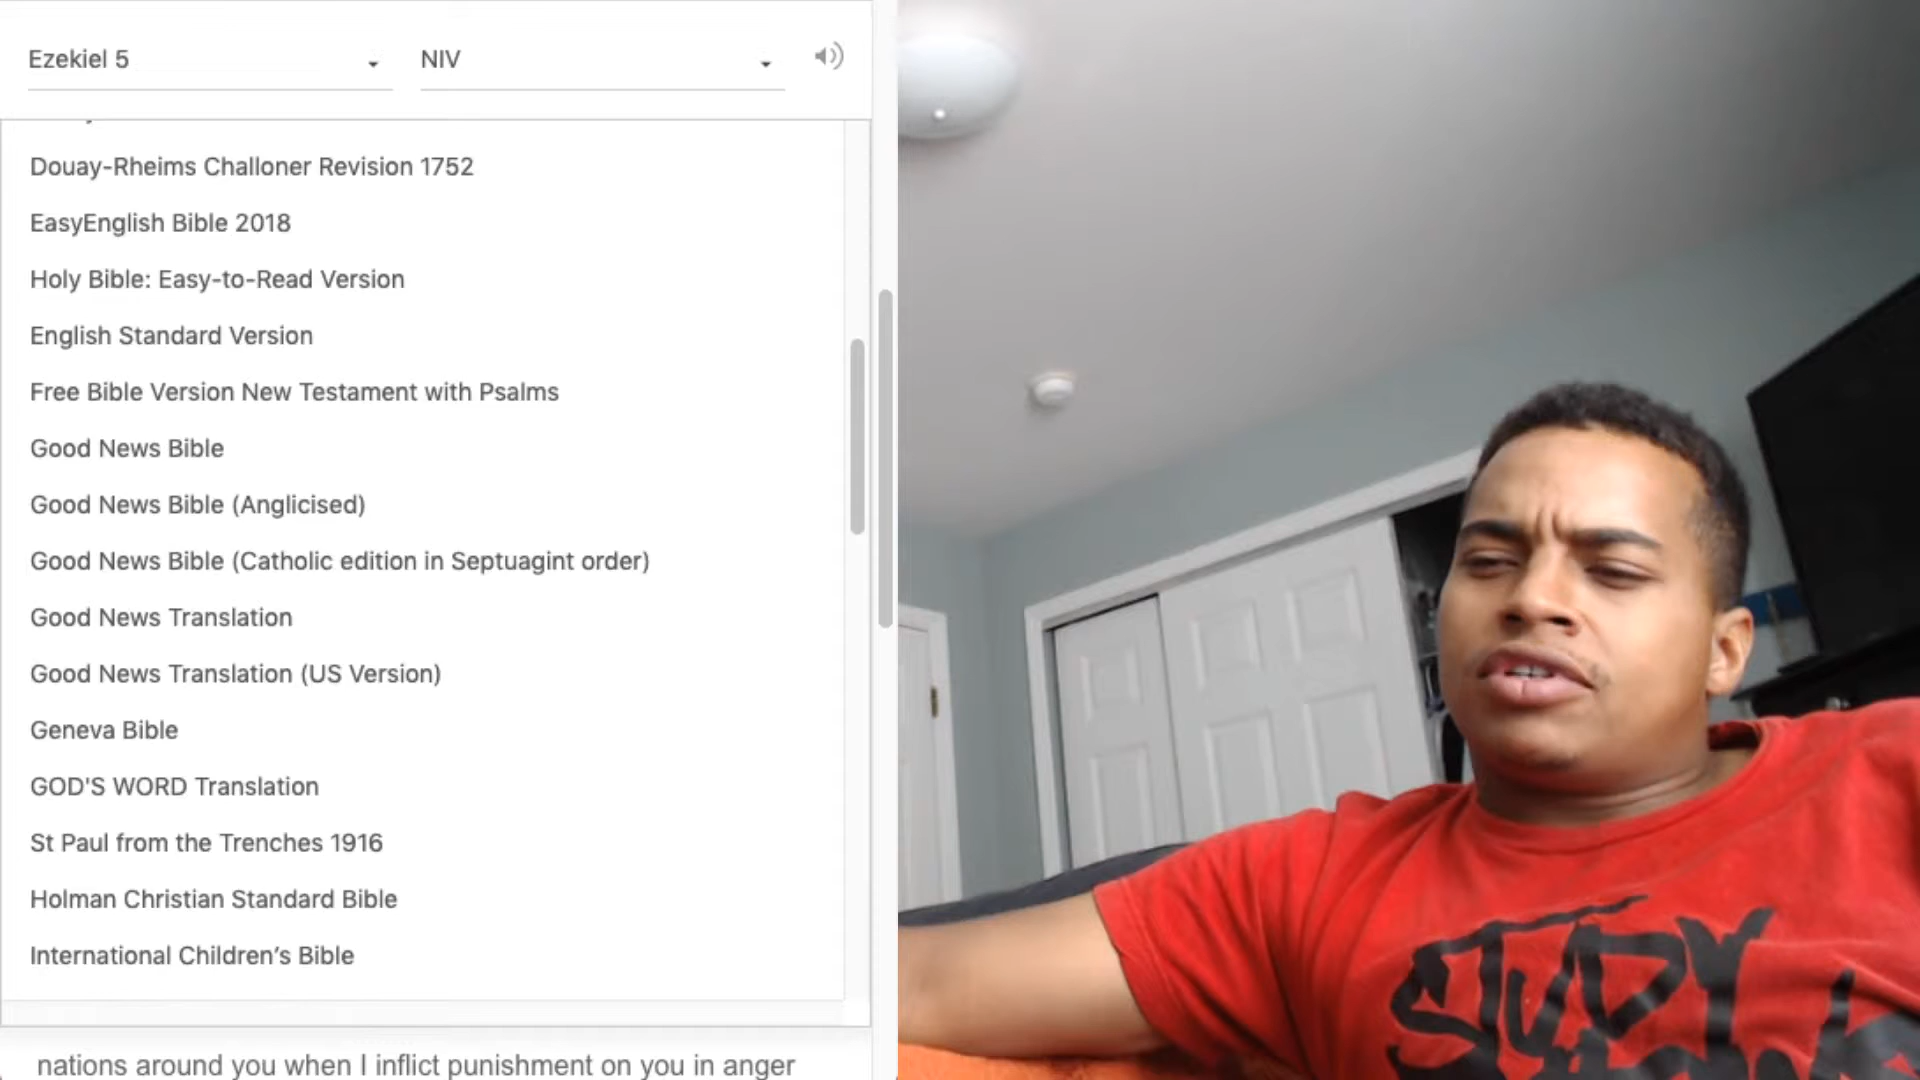 Ezekiel 5
NIV
Douay-Rheims Challoner Revision 1752
EasyEnglish Bible 2018
Holy Bible: Easy-to-Read Version
English Standard Version
Free Bible Version New Testament with Psalms
Good News Bible
Good News Bible (Anglicised)
Good News Bible (Catholic edition in Septuagint order)
Good News Translation
Good News Translation (US Version)
Geneva Bible
GOD'S WORD Translation
St Paul from the Trenches 1916
Holman Christian Standard Bible
International Children’s Bible
nations around you when I inflict punishment on you in anger
STUDY